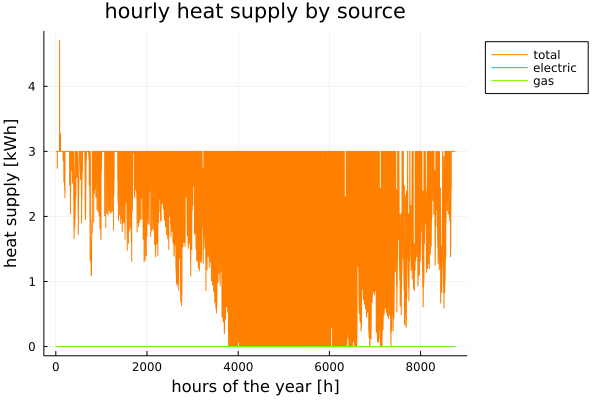 hourly heat supply by source
total
electric
gas
heat supply [kWh]
4
3
2
1
0
0 2000 4000 6000 8000
hours of the year [h]